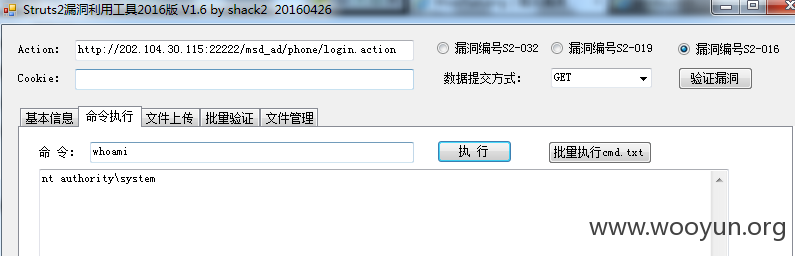 Struts2漏洞利用工具2016版 V1.6 by shack2 20160426
Action: http://202.104.30.115:22222/msd_ad/phone/login.action 漏洞编号S2-032 漏洞编号S2-019 漏洞编号S2-016
Cookie: 数据提交方式: GET 验证漏洞
基本信息 命令执行 文件上传 批量验证 文件管理
命 令: whoami 执 行 批量执行cmd.txt
nt authority\system
www.wooyun.org